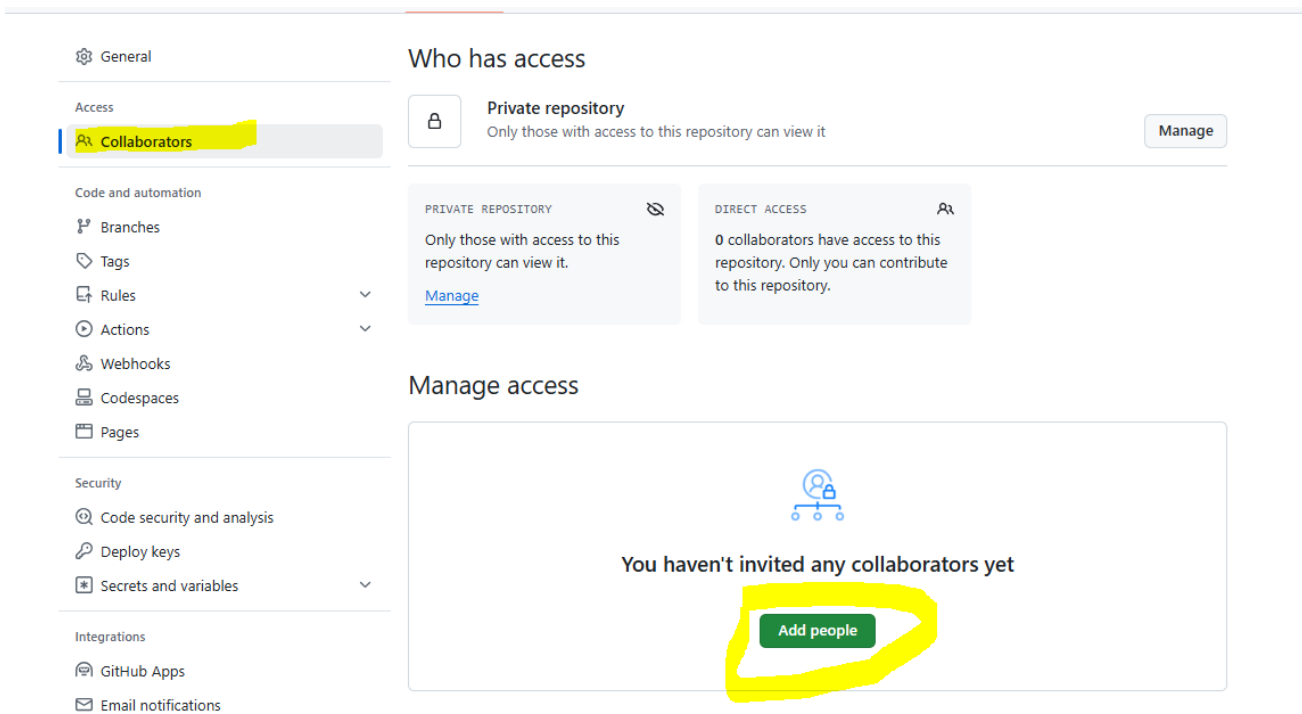 General
Access
Collaborators
Code and automation
Branches
Tags
Rules
Actions
Webhooks
Codespaces
Pages
Security
Code security and analysis
Deploy keys
Secrets and variables
Integrations
GitHub Apps
Email notifications
Who has access
Private repository
Only those with access to this repository can view it
Manage
PRIVATE REPOSITORY
Only those with access to this
repository can view it.
Manage
DIRECT ACCESS
0 collaborators have access to this
repository. Only you can contribute
to this repository.
Manage access
You haven't invited any collaborators yet
Add people